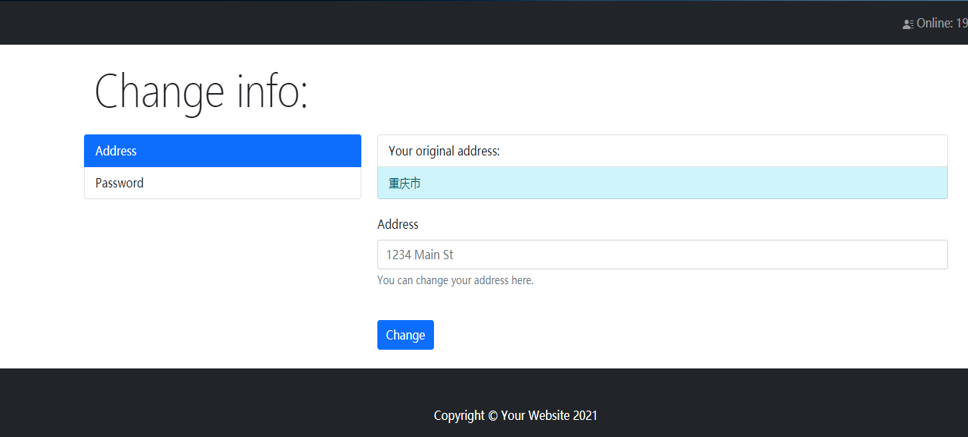 Online: 19
Change info:
Address
Password
Your original address:
重庆市
Address
1234 Main St
You can change your address here.
Change
Copyright © Your Website 2021